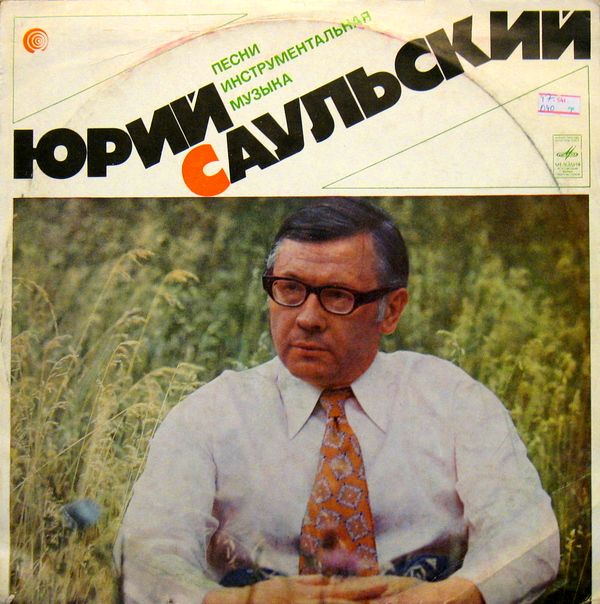 ПЕСНИ
ИНСТРУМЕНТАЛЬНАЯ
МУЗЫКА
ЮРИЙ
САУЛЬСКИЙ